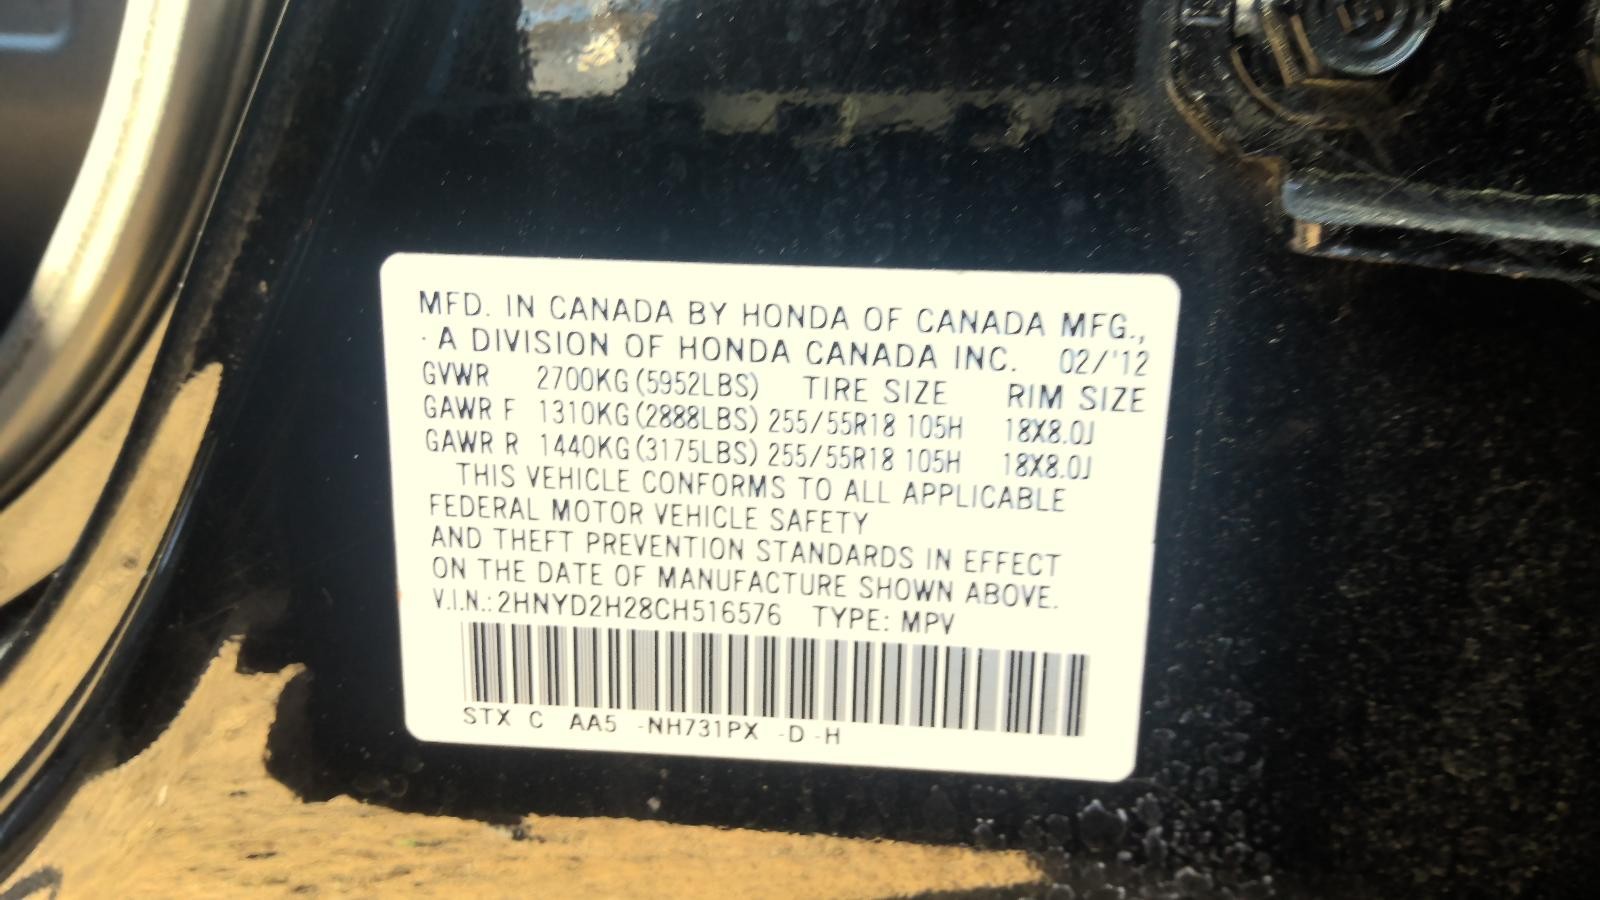 MFD. IN CANADA BY HONDA OF CANADA MFG.,
A DIVISION OF HONDA CANADA INC. 02/'12
GVWR 2700KG (5952LBS) TIRE SIZE RIM SIZE
GAWR F 1310KG (2888LBS) 255/55R18 105H 18X8.0J
GAWR R 1440KG (3175LBS) 255/55R18 105H 18X8.0J
THIS VEHICLE CONFORMS TO ALL APPLICABLE
FEDERAL MOTOR VEHICLE SAFETY
AND THEFT PREVENTION STANDARDS IN EFFECT
ON THE DATE OF MANUFACTURE SHOWN ABOVE.
V.I.N.: 2HNYD2H28CH516576 TYPE: MPV
STX C AA5 -NH731PX -D -H